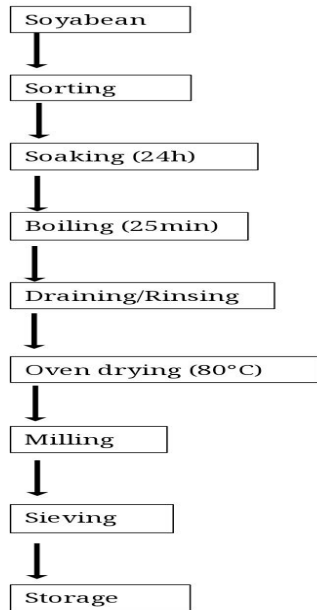 Soyabean
Sorting
Soaking (24h)
Boiling (25min)
Draining/Rinsing
Oven drying (80°C)
Milling
Sieving
Storage